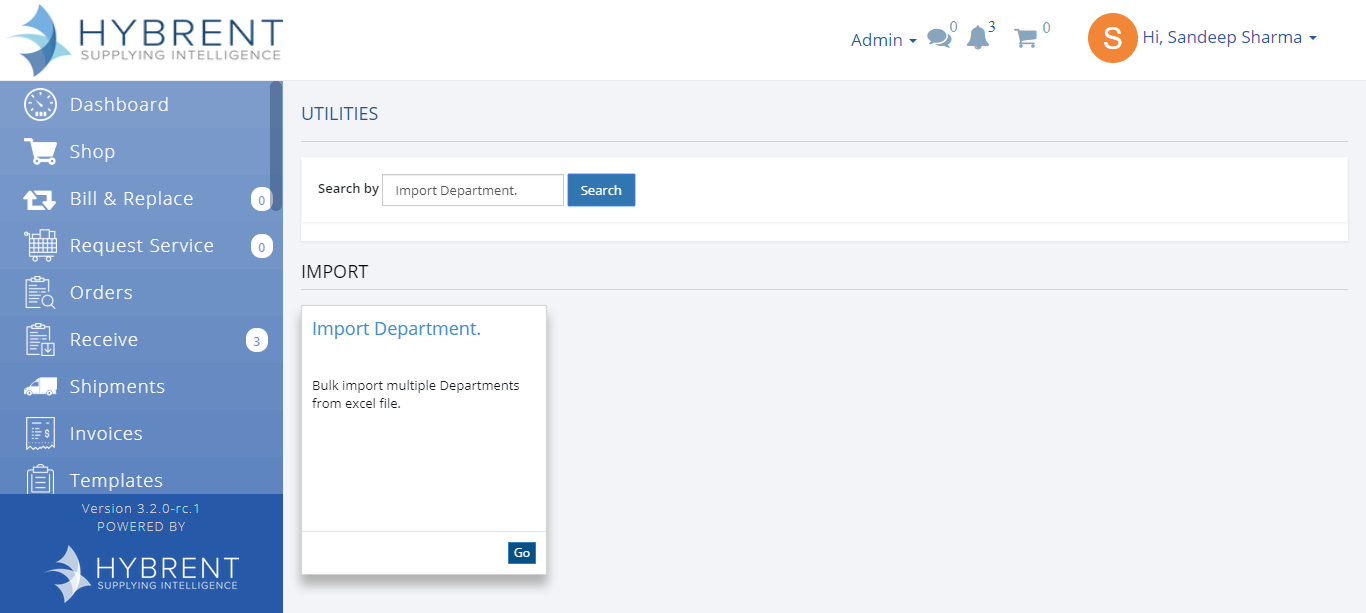 HYBRENT
SUPPLYING INTELLIGENCE
Admin
0
3
0
S
Hi, Sandeep Sharma
Dashboard
Shop
Bill & Replace
0
Request Service
0
Orders
Receive
3
Shipments
Invoices
Templates
Version 3.2.0-rc.1
POWERED BY
HYBRENT
SUPPLYING INTELLIGENCE
UTILITIES
Search by
Import Department.
Search
IMPORT
Import Department.
Bulk import multiple Departments
from excel file.
Go